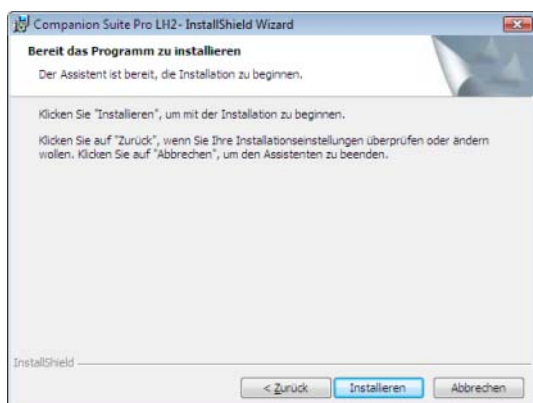 Companion Suite Pro LH2- InstallShield Wizard
Bereit das Programm zu installieren
Der Assistent ist bereit, die Installation zu beginnen.
Klicken Sie "Installieren", um mit der Installation zu beginnen.
Klicken Sie auf "Zurück", wenn Sie Ihre Installationseinstellungen überprüfen oder ändern
wollen. Klicken Sie auf "Abbrechen", um den Assistenten zu beenden.
InstallShield
< Zurück Installieren Abbrechen